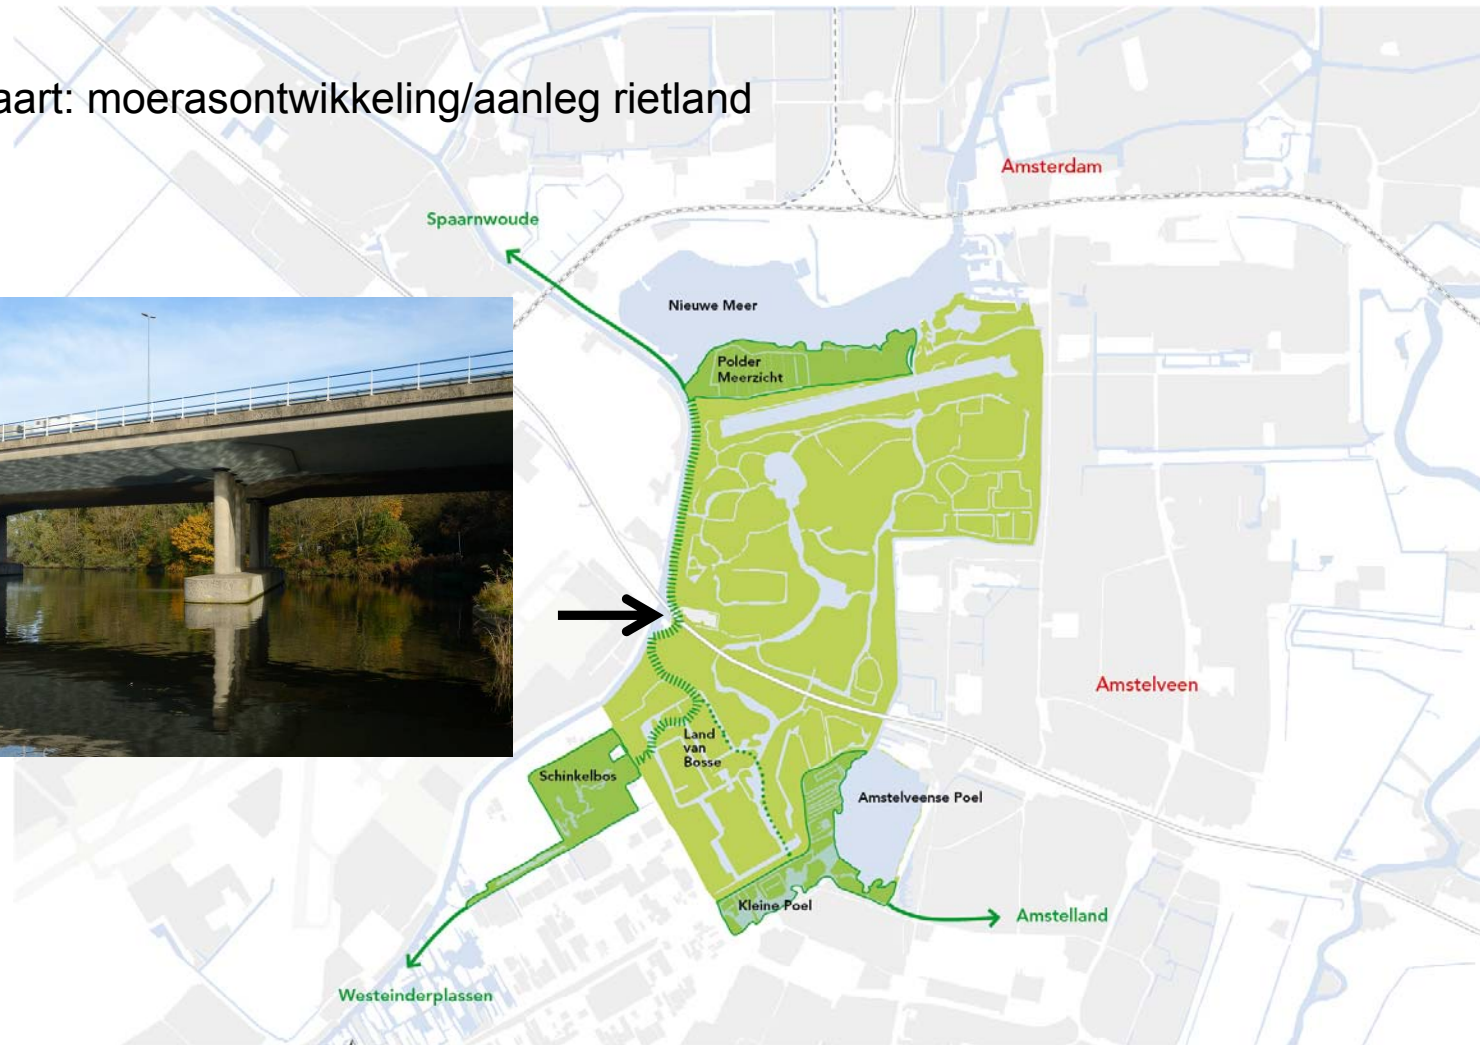 aart: moerasontwikkeling/aanleg rietland
Amsterdam
Spaarnwoude
Nieuwe Meer
Polder
Meerzicht
Amstelveen
Land
van
Bosse
Schinkelbos
Amstelveense Poel
Kleine Poel
Amstelland
Westeinderplassen